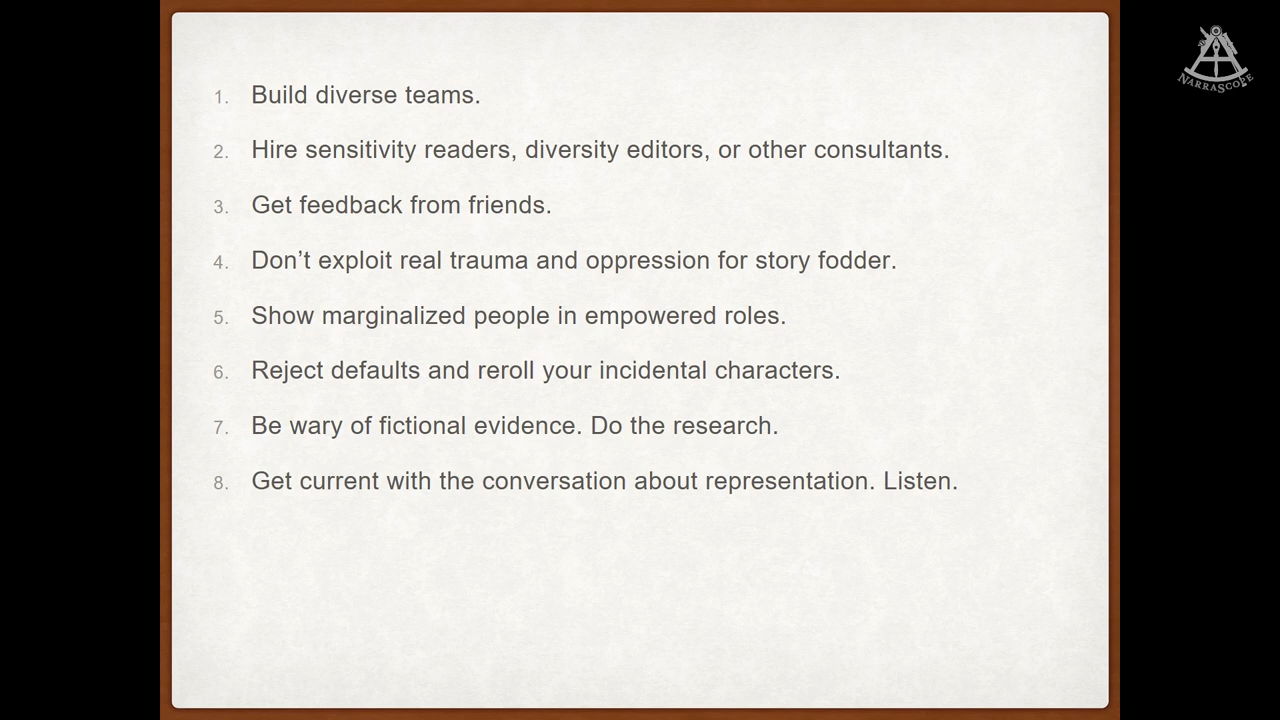 1. Build diverse teams.
2. Hire sensitivity readers, diversity editors, or other consultants.
3. Get feedback from friends.
4. Don’t exploit real trauma and oppression for story fodder.
5. Show marginalized people in empowered roles.
6. Reject defaults and reroll your incidental characters.
7. Be wary of fictional evidence. Do the research.
8. Get current with the conversation about representation. Listen.
NarraScope